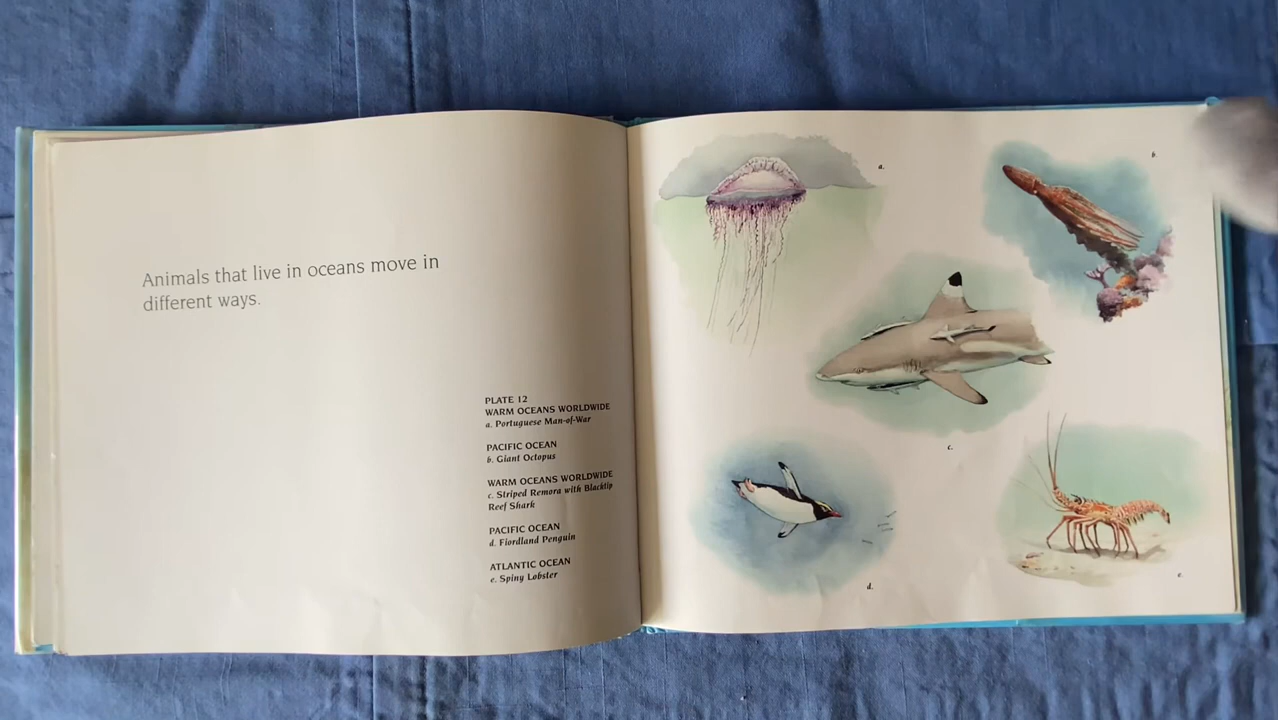 Animals that live in oceans move in
different ways.
PLATE 12
WARM OCEANS WORLDWIDE
a. Portuguese Man-of-War
PACIFIC OCEAN
b. Giant Octopus
WARM OCEANS WORLDWIDE
c. Striped Remora with Blacktip
Reef Shark
PACIFIC OCEAN
d. Fiordland Penguin
ATLANTIC OCEAN
e. Spiny Lobster
a.
b.
c.
d.
e.